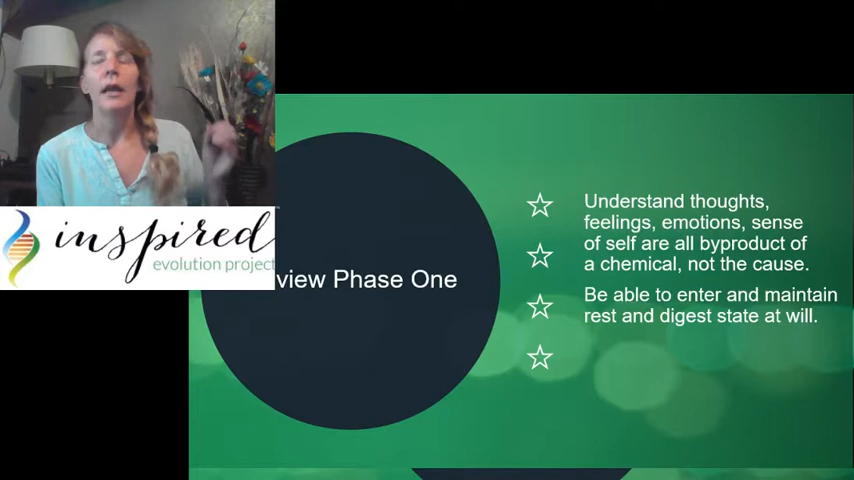 inspired
evolution project
view Phase One
Understand thoughts,
feelings, emotions, sense
of self are all byproduct of
a chemical, not the cause.
Be able to enter and maintain
rest and digest state at will.